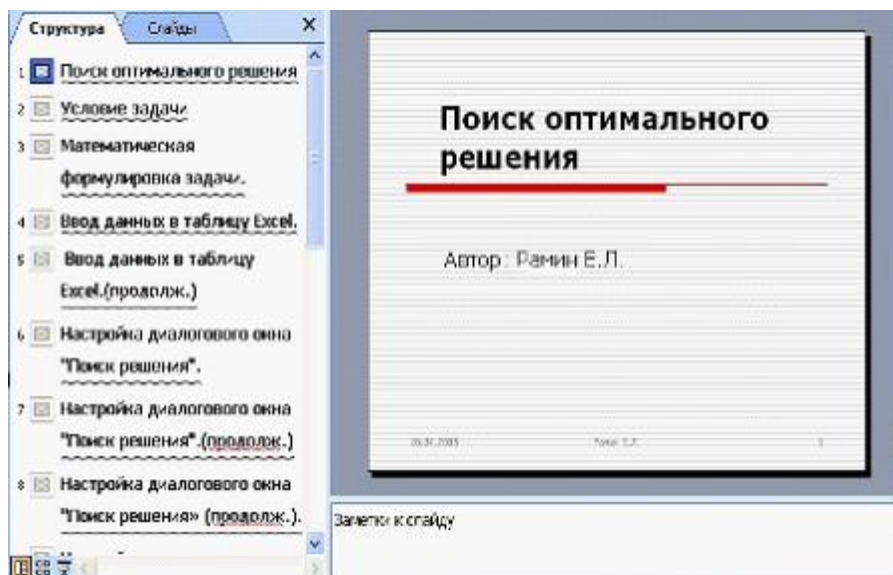 Структура Слайды
1 Поиск оптимального решения
2 Условие задачи
3 Математическая
формулировка задачи.
4 Ввод данных в таблицу Excel.
5 Ввод данных в таблицу
Excel.(продолж.)
6 Настройка диалогового окна
"Поиск решения".
7 Настройка диалогового окна
"Поиск решения".(продолж.)
8 Настройка диалогового окна
"Поиск решения» (продолж.).
Поиск оптимального
решения
Автор: Рамин Е.Л.
Заметки к слайду